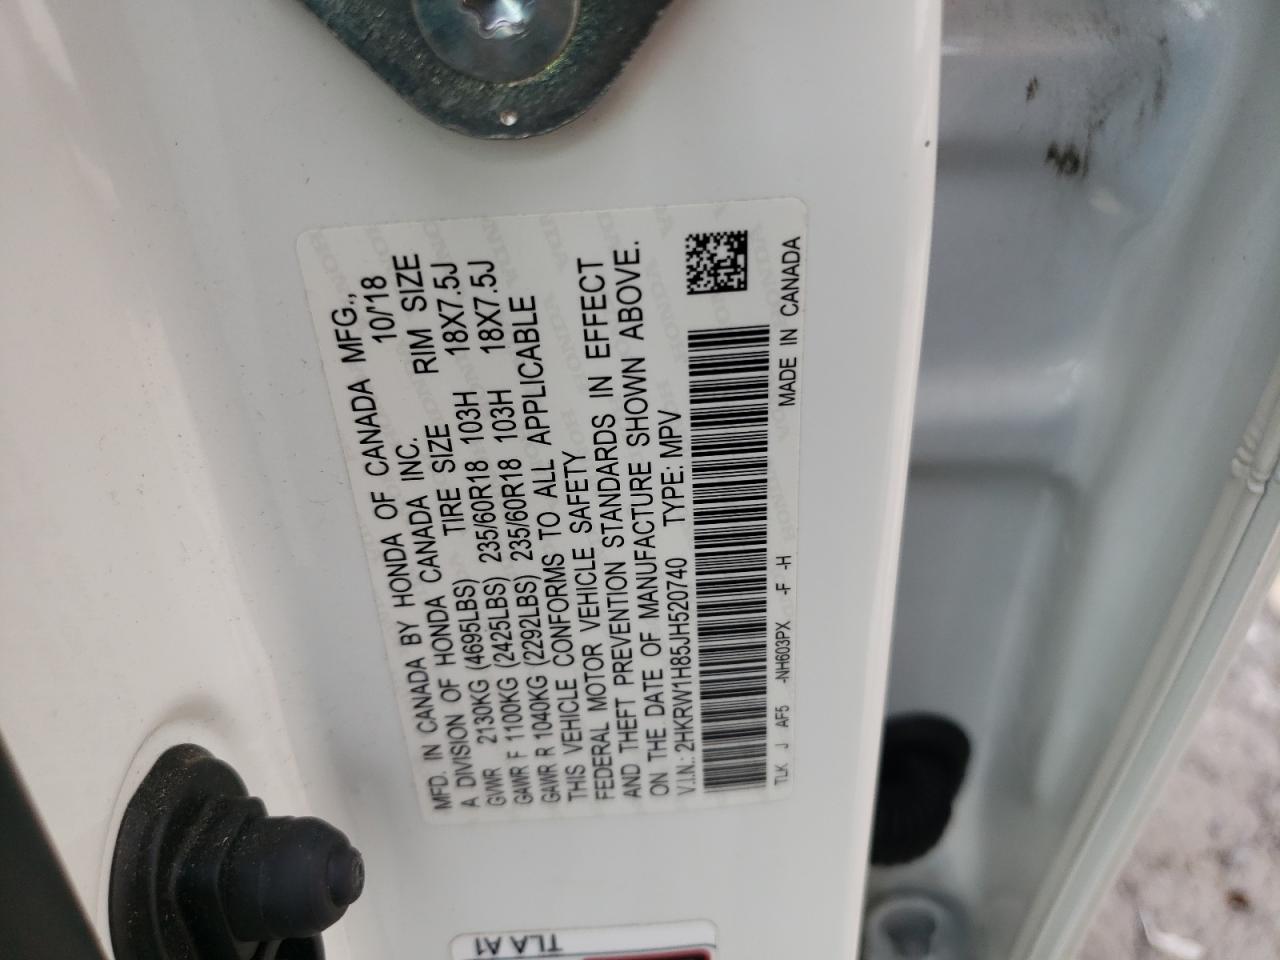 MFD. IN CANADA BY HONDA OF CANADA MFG.,
A DIVISION OF HONDA CANADA INC. 10/18
GVWR 2130KG (4695LBS) TIRE SIZE RIM SIZE
GAWR F 1100KG (2425LBS) 235/60R18 103H 18X7.5J
GAWR R 1040KG (2292LBS) 235/60R18 103H 18X7.5J
THIS VEHICLE CONFORMS TO ALL APPLICABLE
FEDERAL MOTOR VEHICLE SAFETY
AND THEFT PREVENTION STANDARDS IN EFFECT
ON THE DATE OF MANUFACTURE SHOWN ABOVE.
V.I.N.: 2HKRW1H85JH520740 TYPE: MPV
TLK J AF5 -NH603PX -F -H MADE IN CANADA
TLA A1